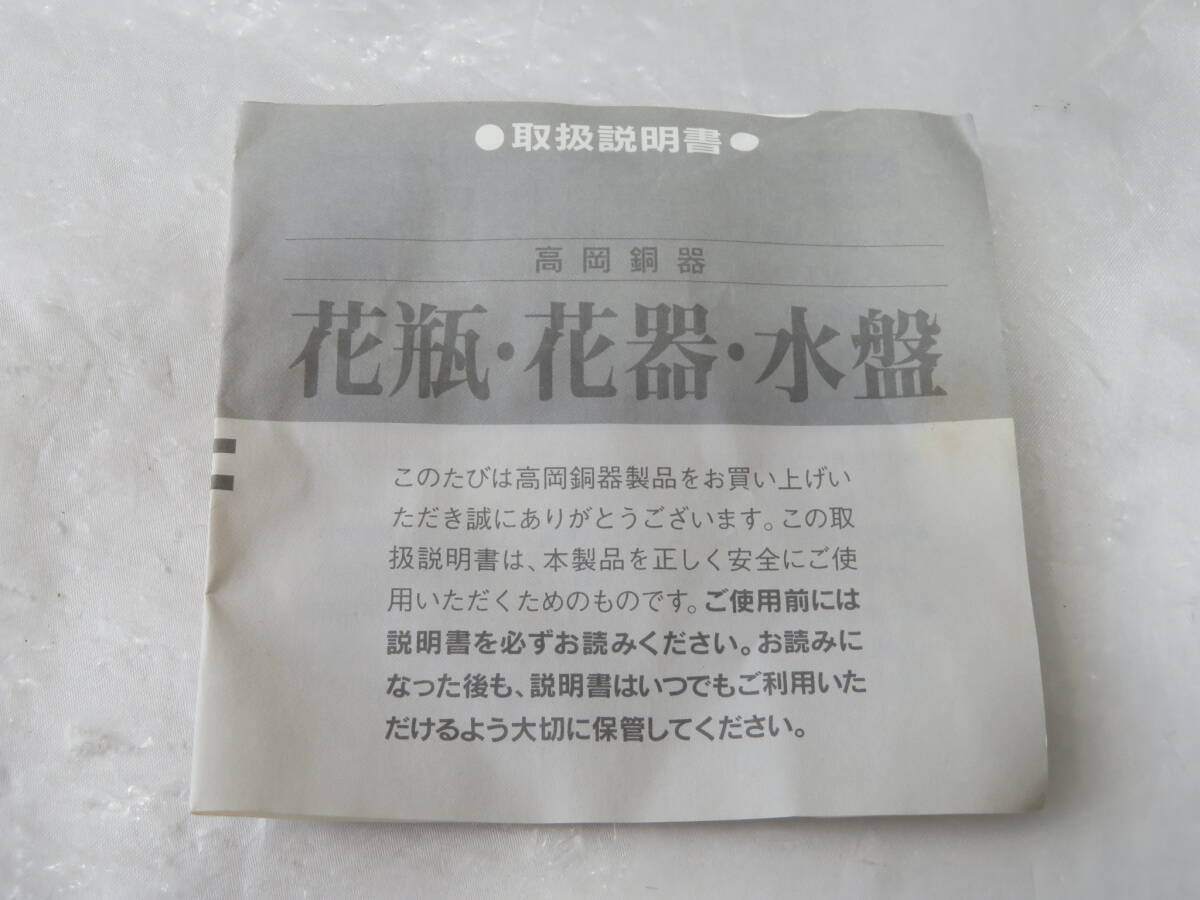 ●取扱説明書●
高岡銅器
花瓶・花器・水盤
このたびは高岡銅器製品をお買い上げい
ただき誠にありがとうございます。この取
扱説明書は、本製品を正しく安全にご使
用いただくためのものです。ご使用前には
説明書を必ずお読みください。お読みに
なった後も、説明書はいつでもご利用いた
だけるよう大切に保管してください。